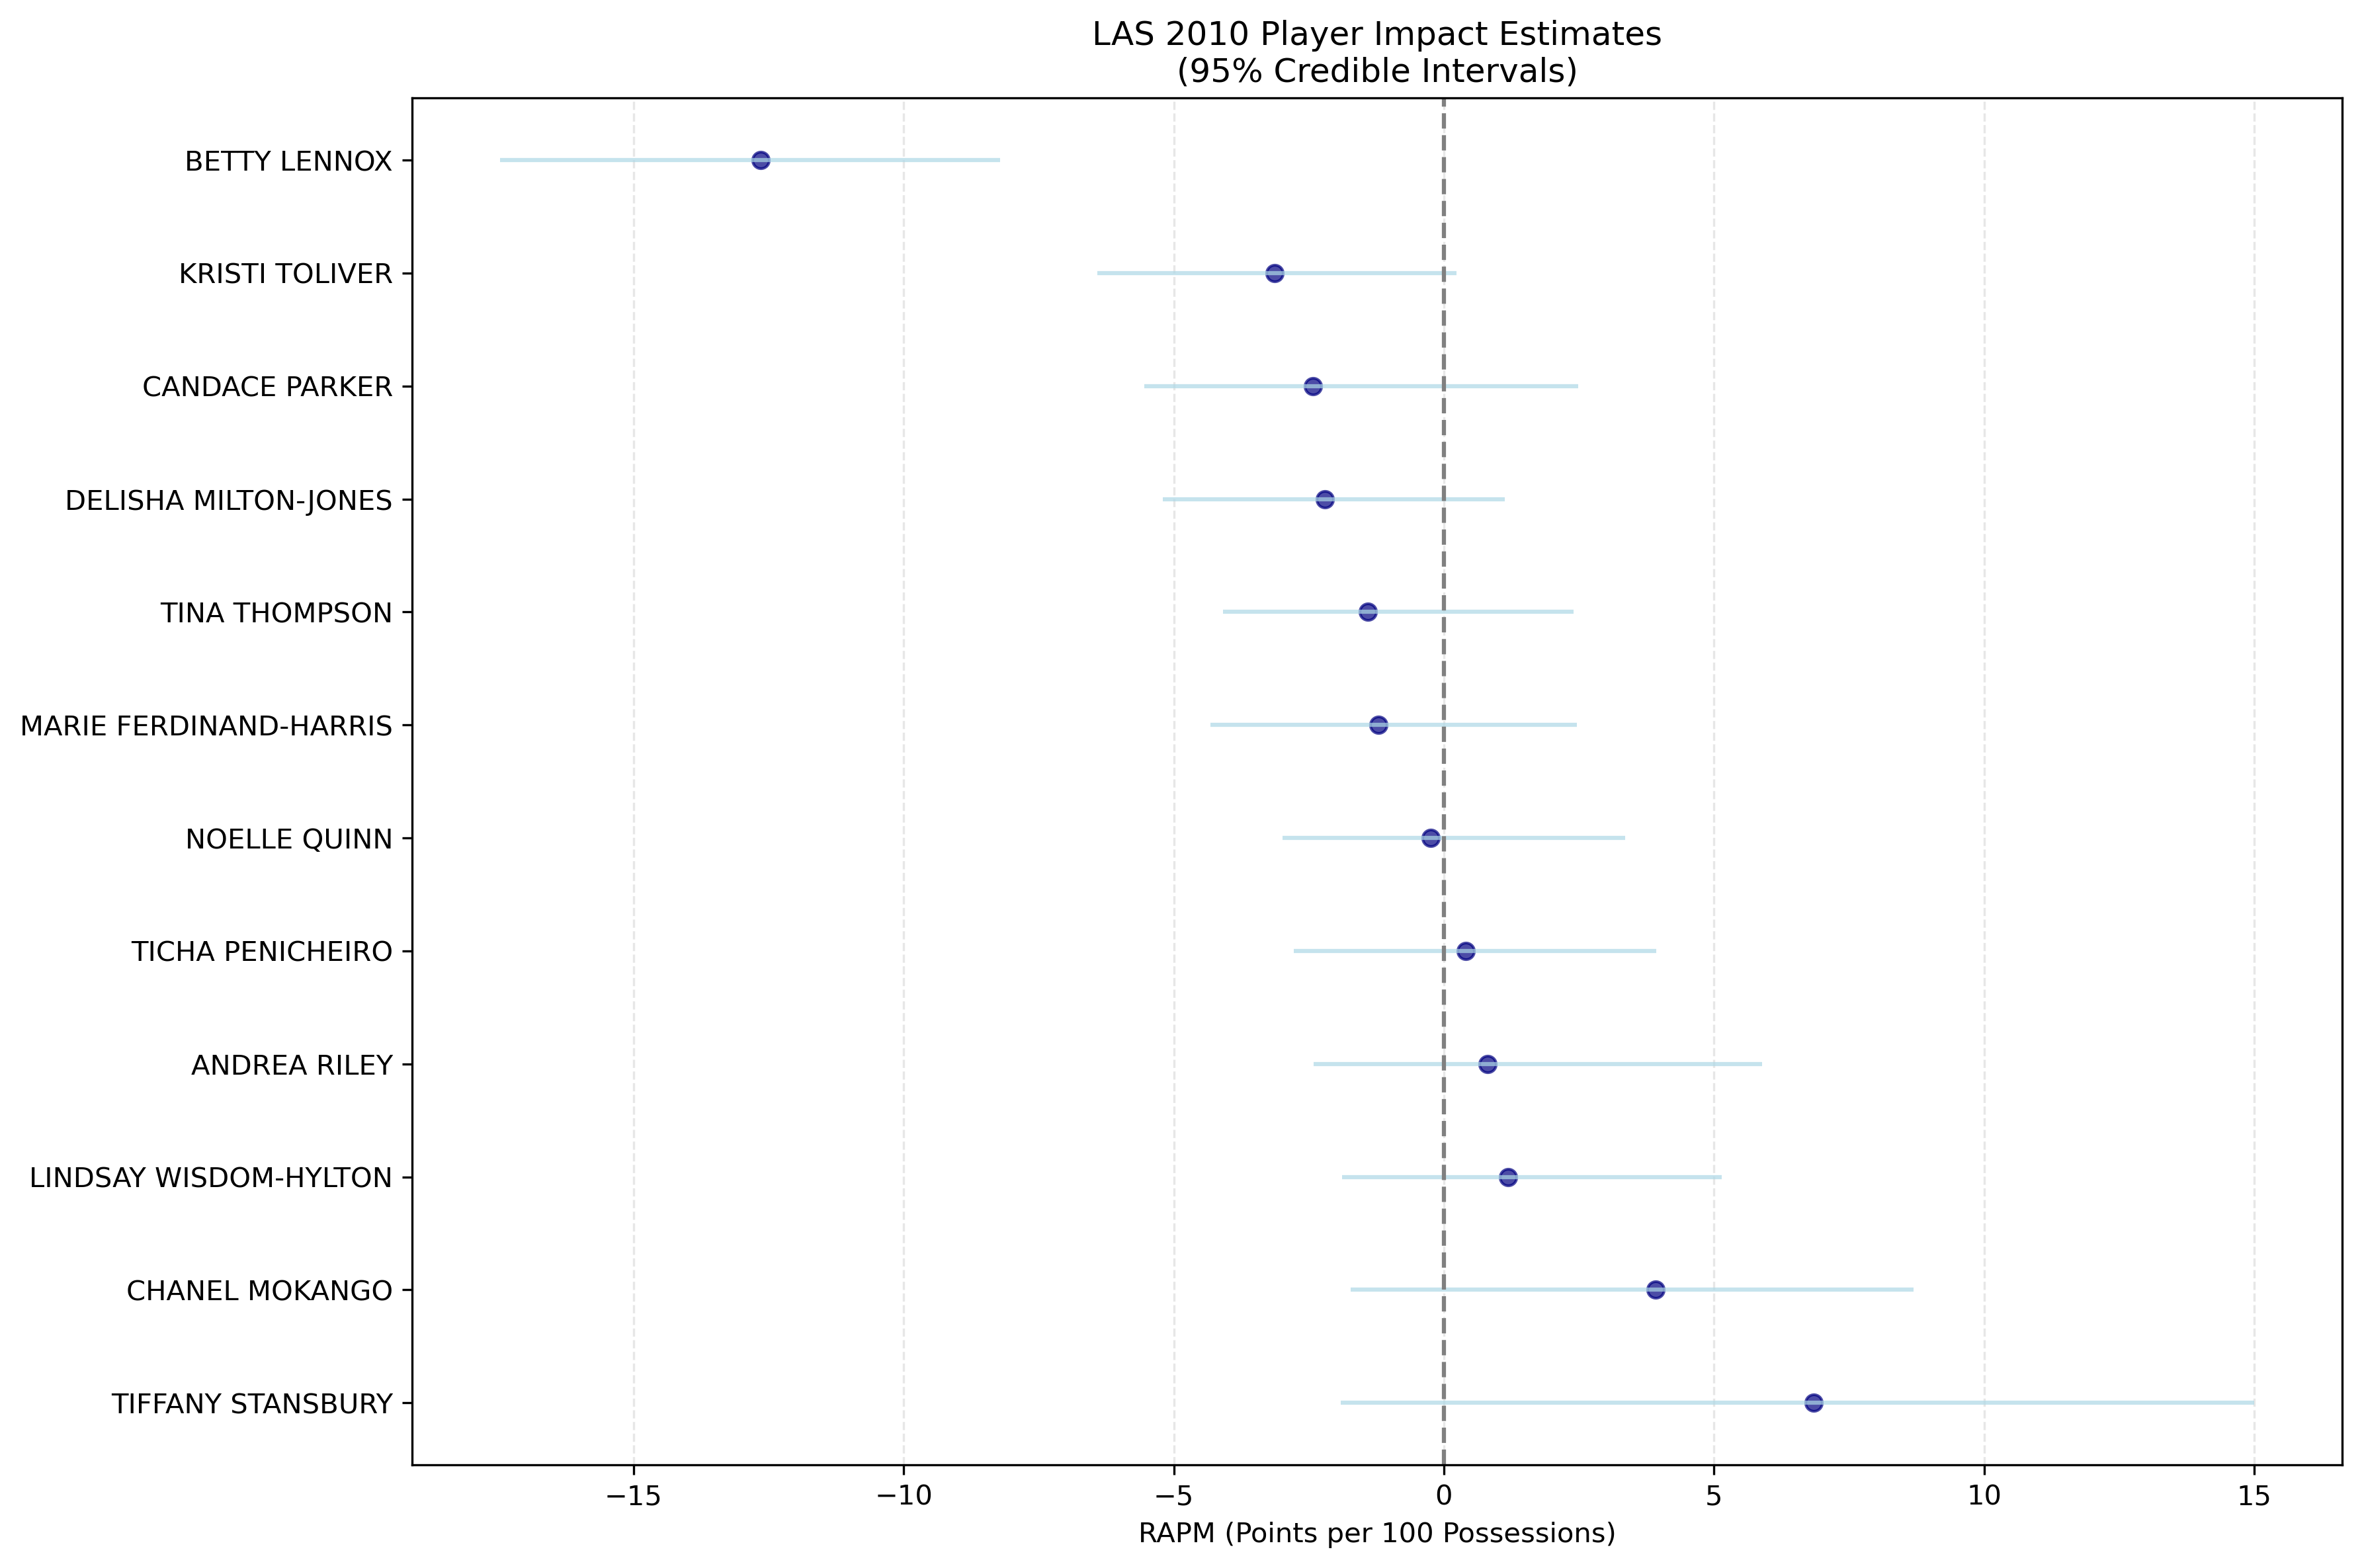 LAS 2010 Player Impact Estimates
(95% Credible Intervals)
BETTY LENNOX
KRISTI TOLIVER
CANDACE PARKER
DELISHA MILTON-JONES
TINA THOMPSON
MARIE FERDINAND-HARRIS
NOELLE QUINN
TICHA PENICHEIRO
ANDREA RILEY
LINDSAY WISDOM-HYLTON
CHANEL MOKANGO
TIFFANY STANSBURY
−15 −10 −5 0 5 10 15
RAPM (Points per 100 Possessions)